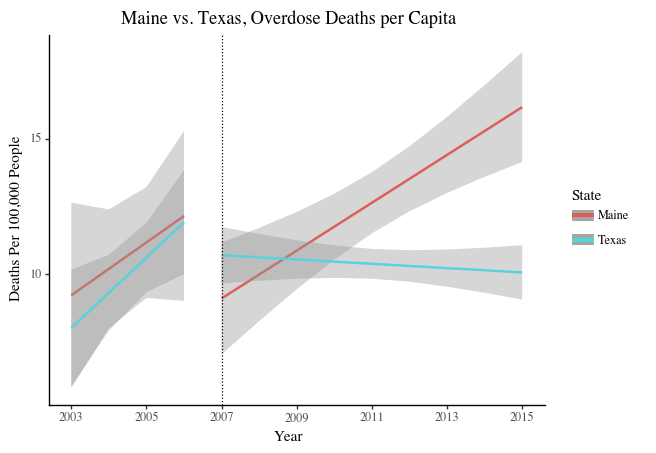 Maine vs. Texas, Overdose Deaths per Capita
Deaths Per 100,000 People
15
10
2003 2005 2007 2009 2011 2013 2015
Year
State
Maine
Texas